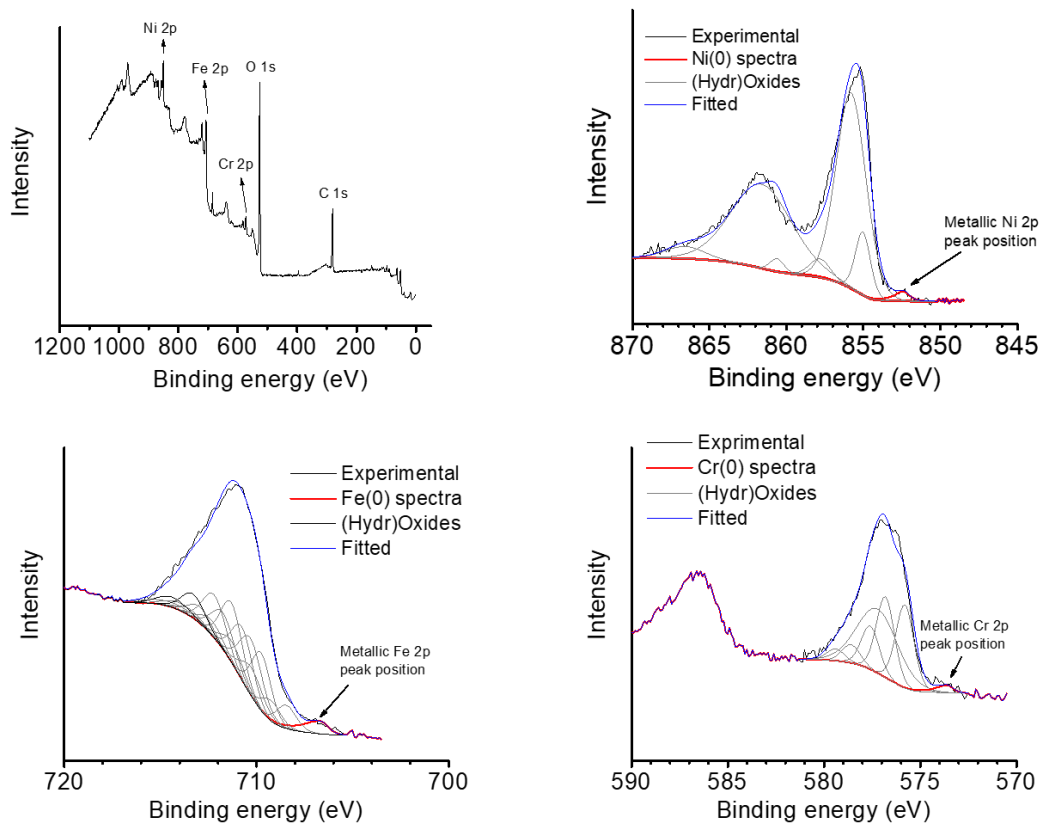 Ni 2p
Fe 2p
O 1s
Cr 2p
C 1s
Intensity
1200 1000 800 600 400 200 0
Binding energy (eV)
Experimental
Ni(0) spectra
(Hydr)Oxides
Fitted
Metallic Ni 2p
peak position
Intensity
870 865 860 855 850 845
Binding energy (eV)
Experimental
Fe(0) spectra
(Hydr)Oxides
Fitted
Metallic Fe 2p
peak position
Intensity
720 710 700
Binding energy (eV)
Exprimental
Cr(0) spectra
(Hydr)Oxides
Fitted
Metallic Cr 2p
peak position
Intensity
590 585 580 575 570
Binding energy (eV)